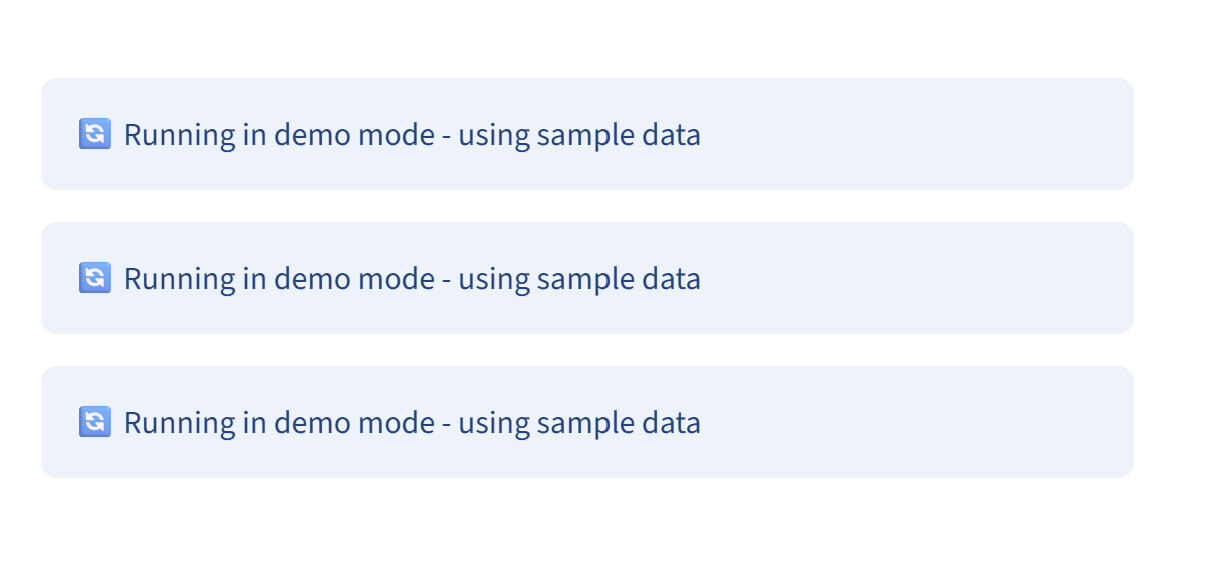 🔄 Running in demo mode - using sample data
🔄 Running in demo mode - using sample data
🔄 Running in demo mode - using sample data